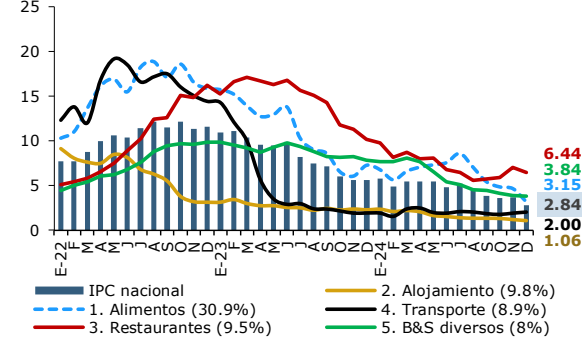 25
20
15
10
5
0
E-22 F M A M J J A S O N D E-23 F M A M J J A S O N D E-24 F M A M J J A S O N D
6.44
3.84
3.15
2.84
2.00
1.06
IPC nacional
2. Alojamiento (9.8%)
1. Alimentos (30.9%)
4. Transporte (8.9%)
3. Restaurantes (9.5%)
5. B&S diversos (8%)